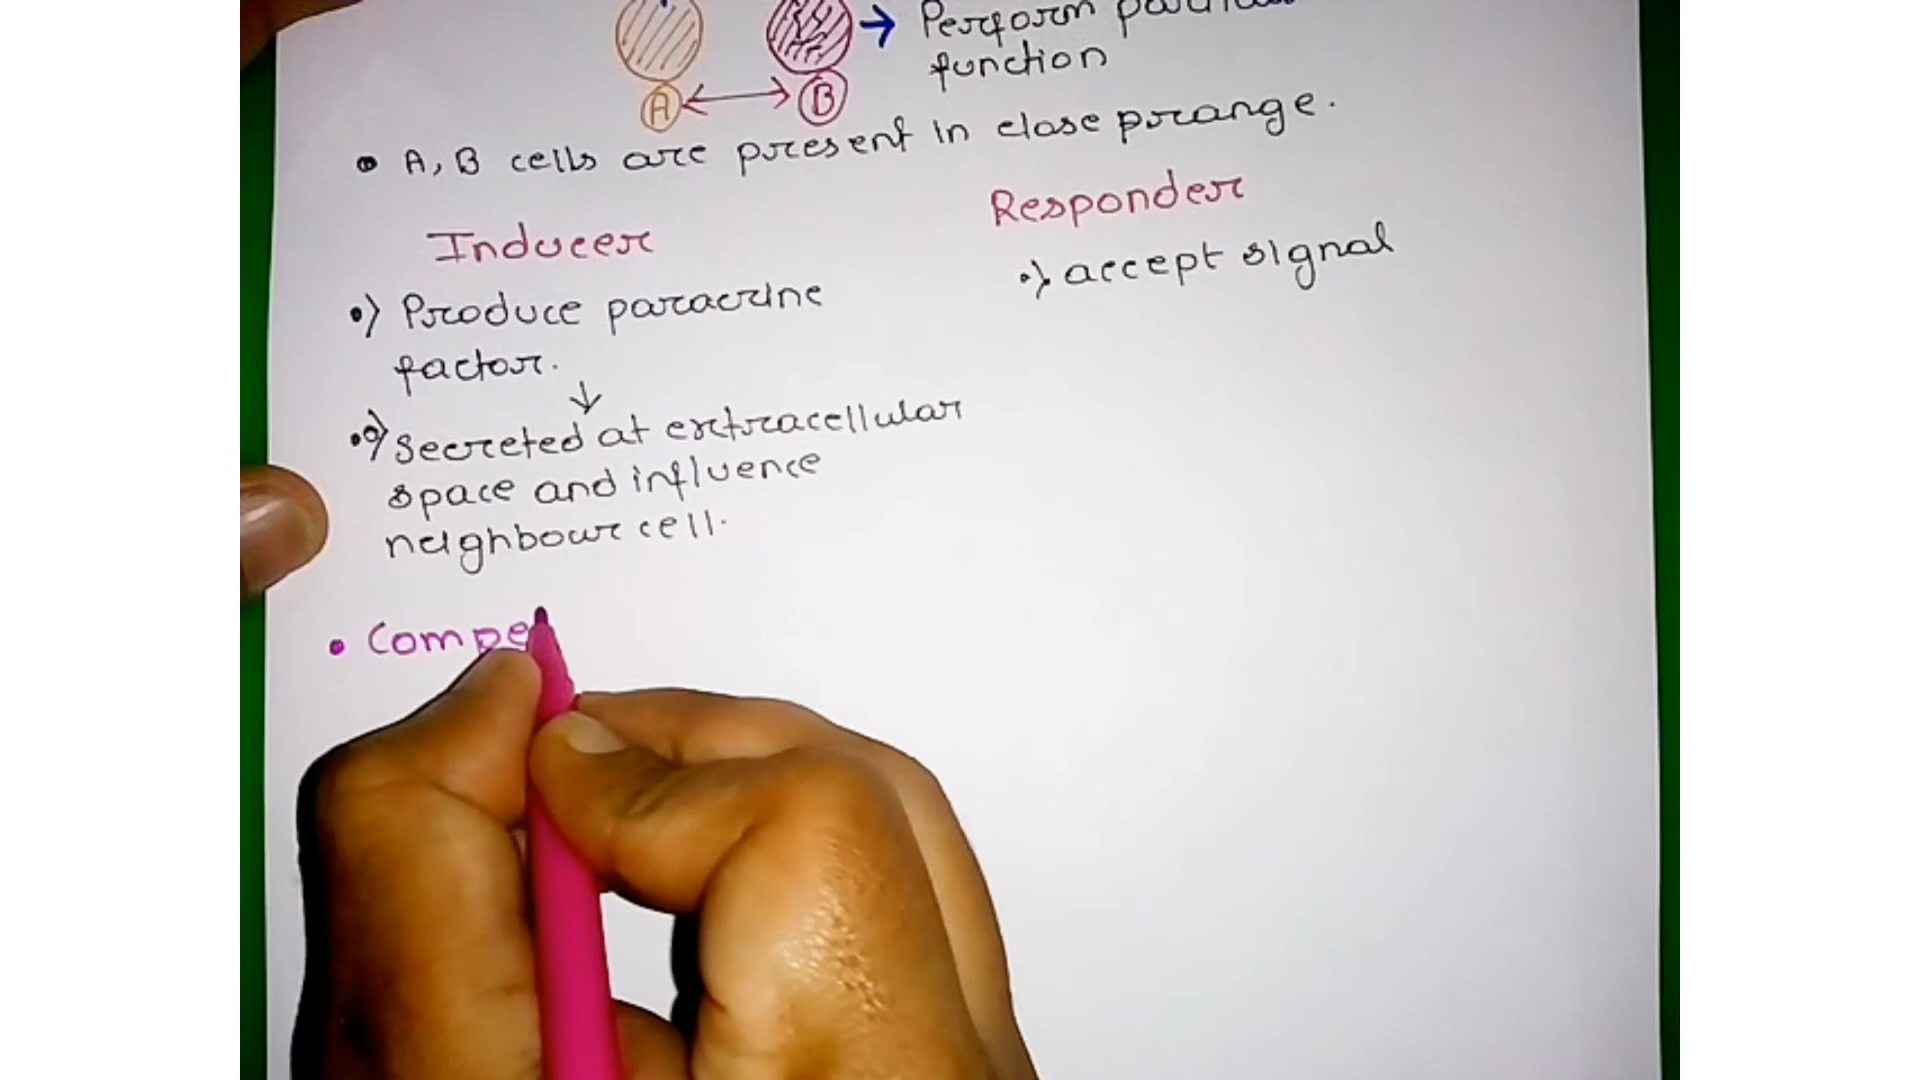 Perform
function
A B
• A, B cells are present in close prange.
Inducer
Responder
•) Produce paracrine
factor.
•) accept signal
↓
•) Secreted at extracellular
space and influence
neighbour cell.
• Compe